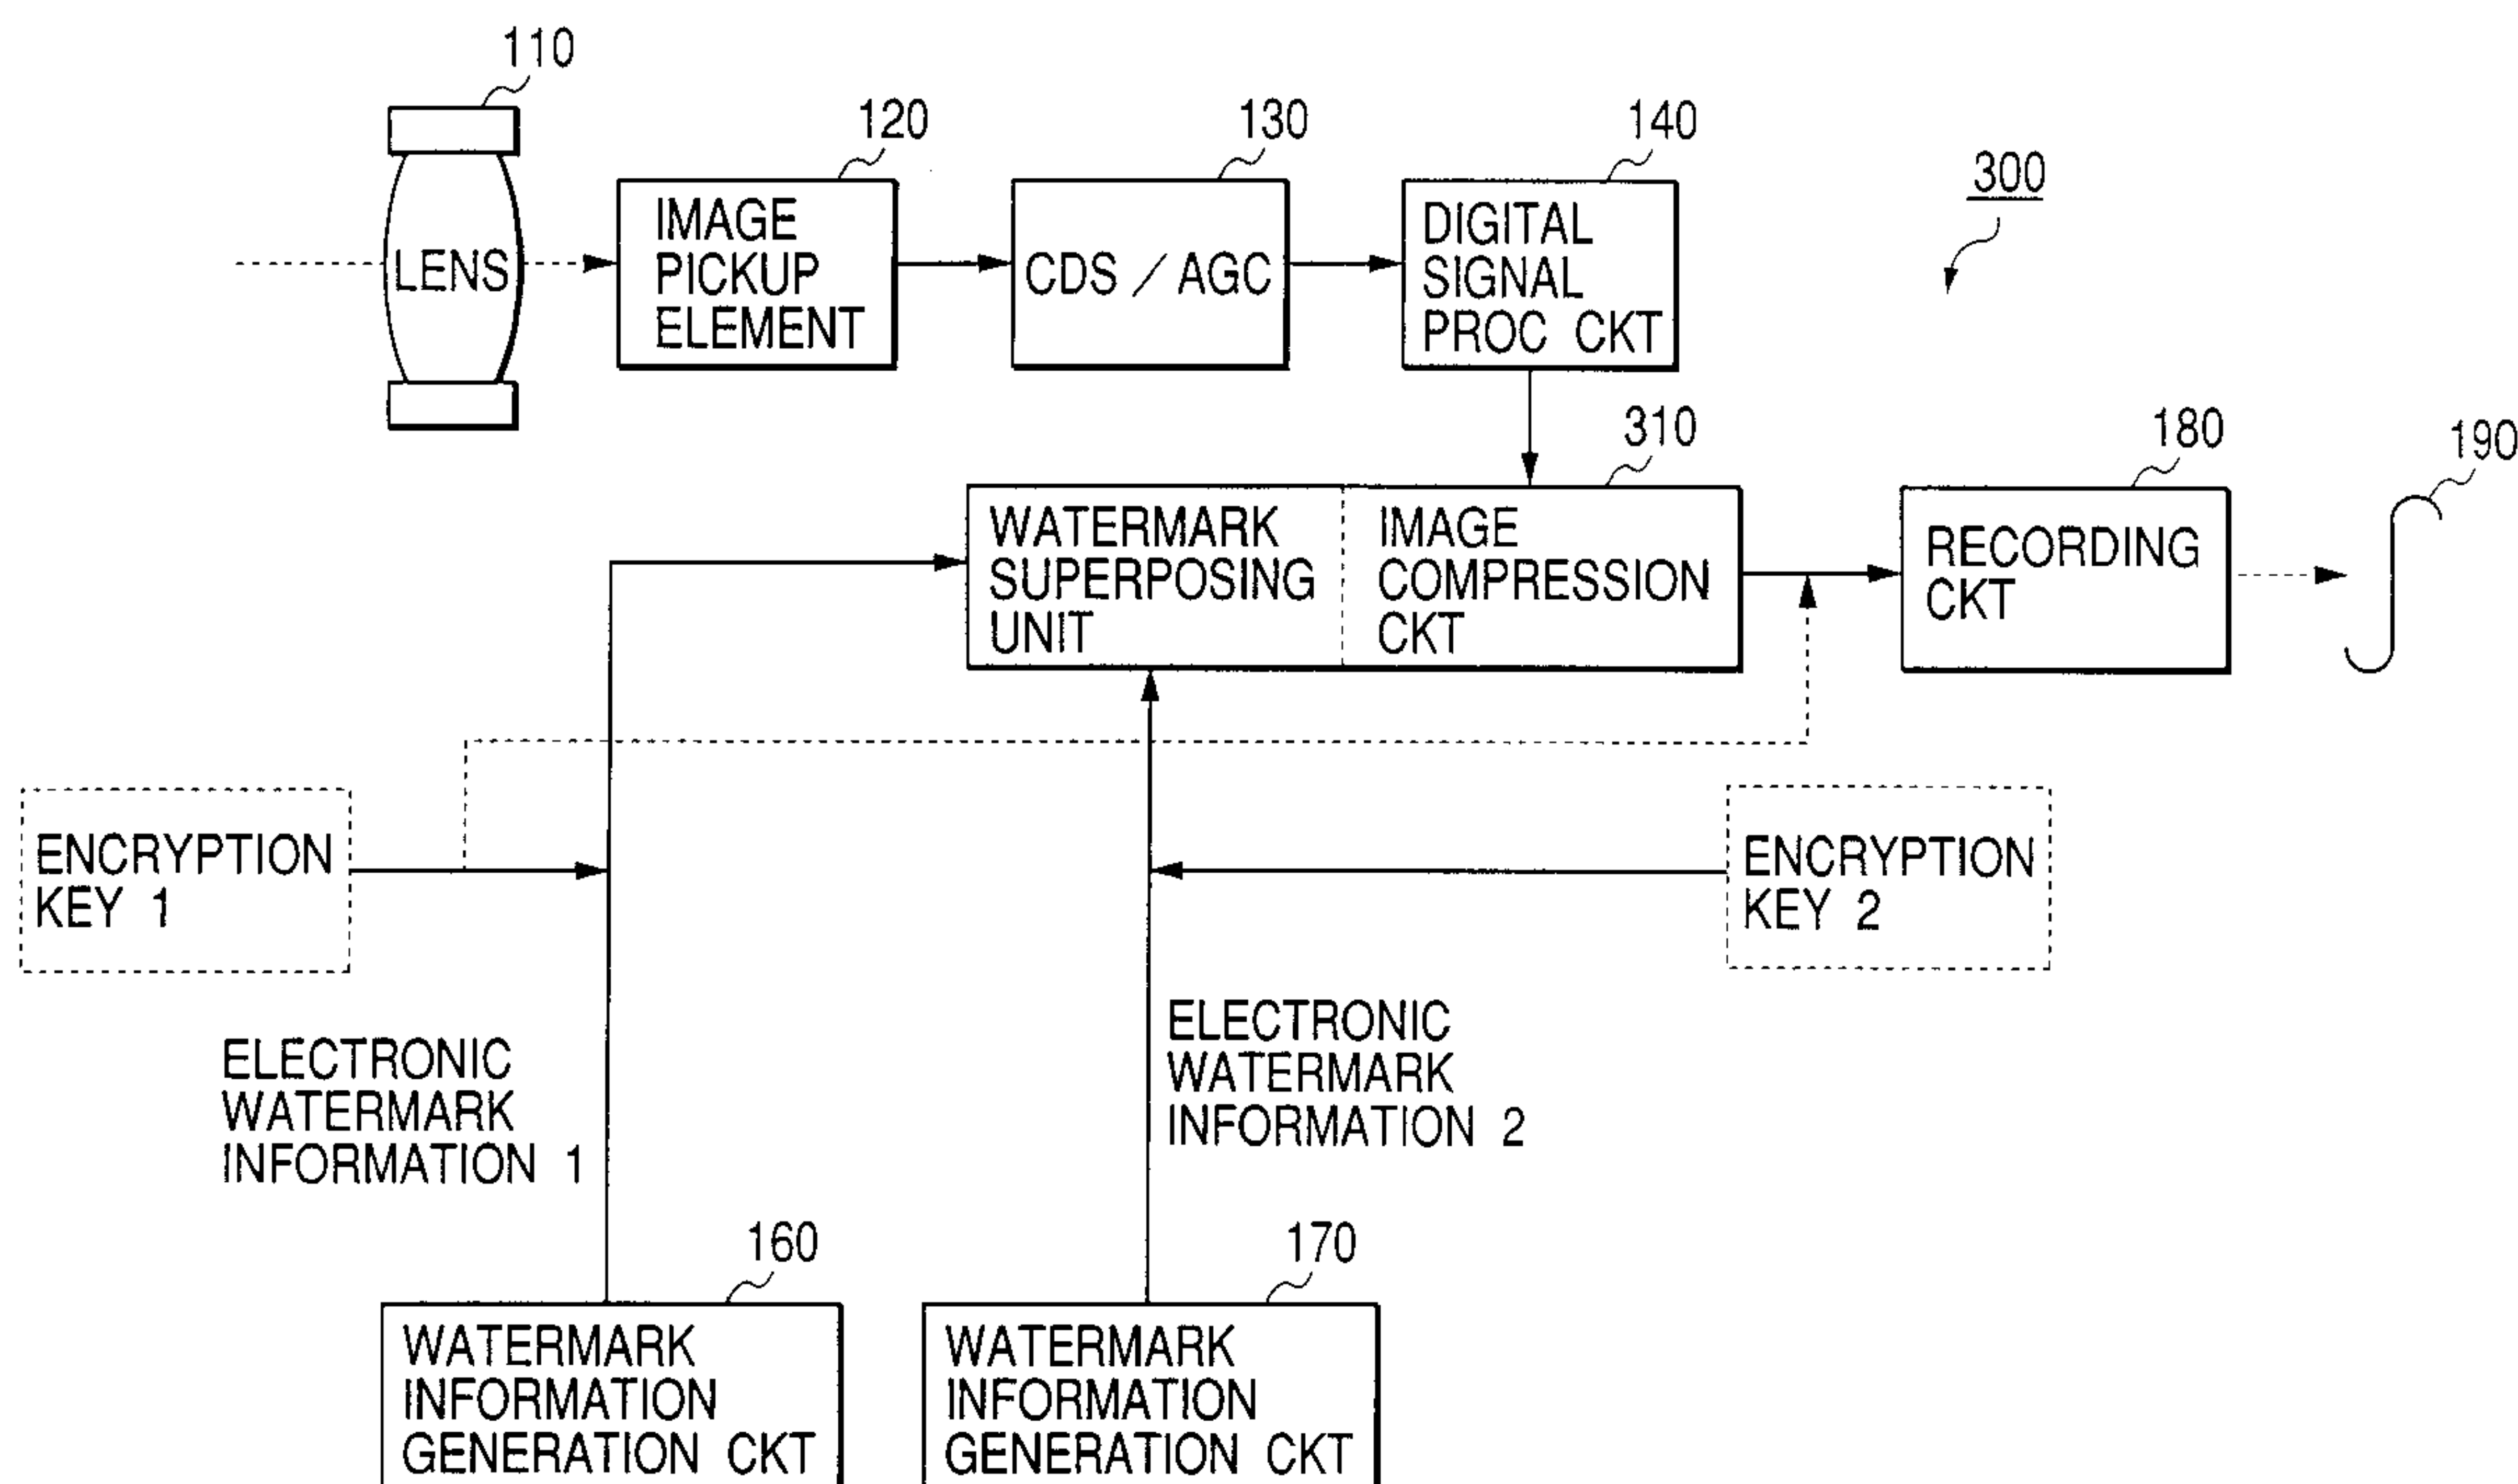 110
120
130
140
300
LENS
IMAGE
PICKUP
ELEMENT
CDS / AGC
DIGITAL
SIGNAL
PROC CKT
310
180
190
WATERMARK
SUPERPOSING
UNIT
IMAGE
COMPRESSION
CKT
RECORDING
CKT
ENCRYPTION
KEY 1
ENCRYPTION
KEY 2
ELECTRONIC
WATERMARK
INFORMATION 1
ELECTRONIC
WATERMARK
INFORMATION 2
160
170
WATERMARK
INFORMATION
GENERATION CKT
WATERMARK
INFORMATION
GENERATION CKT